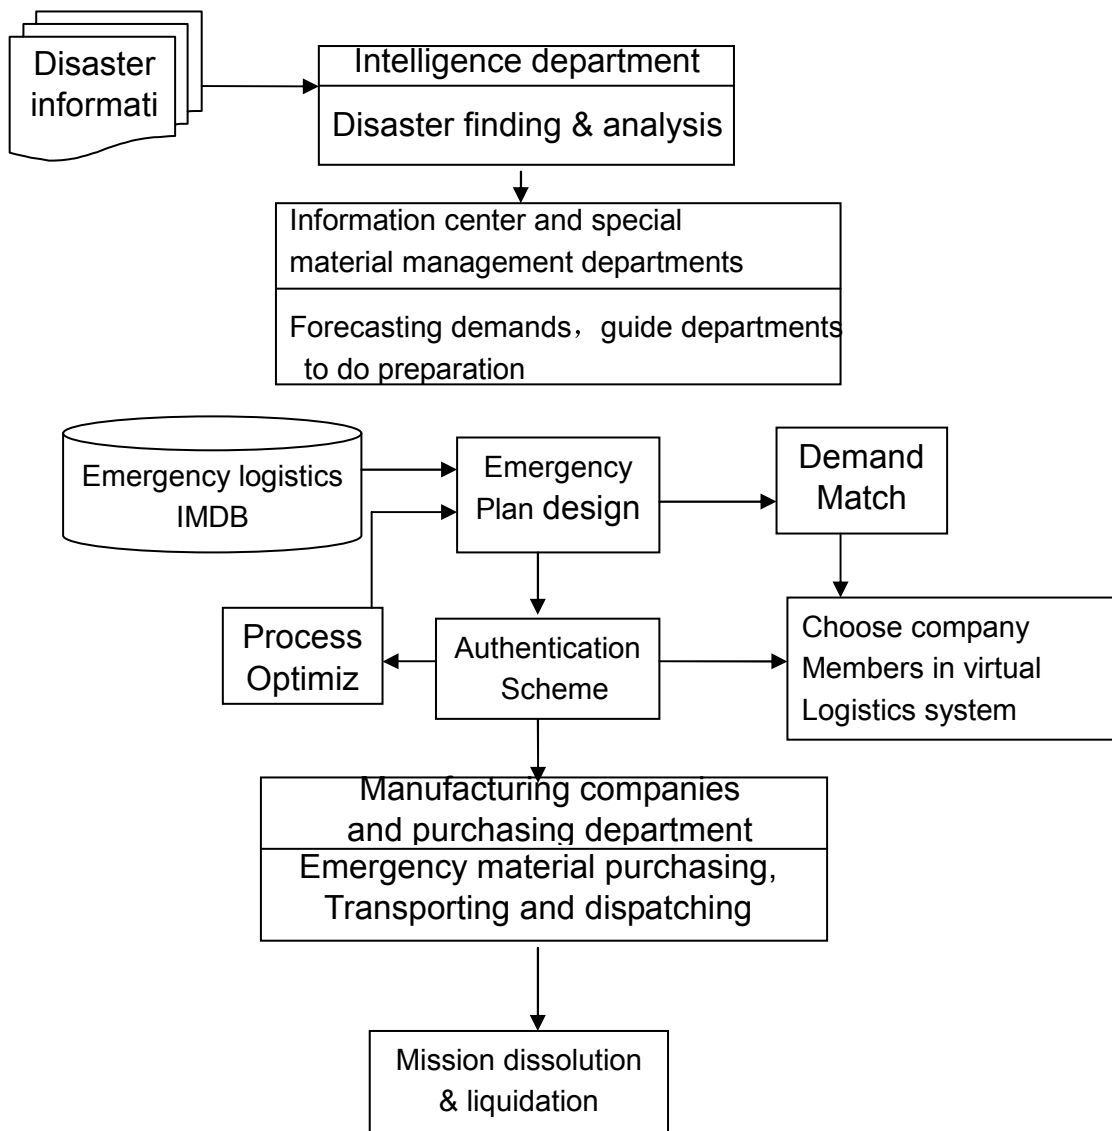 Disaster
informati
Intelligence department
Disaster finding & analysis
Information center and special
material management departments
Forecasting demands，guide departments
to do preparation
Emergency logistics
IMDB
Emergency
Plan design
Demand
Match
Process
Optimiz
Authentication
Scheme
Choose company
Members in virtual
Logistics system
Manufacturing companies
and purchasing department
Emergency material purchasing,
Transporting and dispatching
Mission dissolution
& liquidation